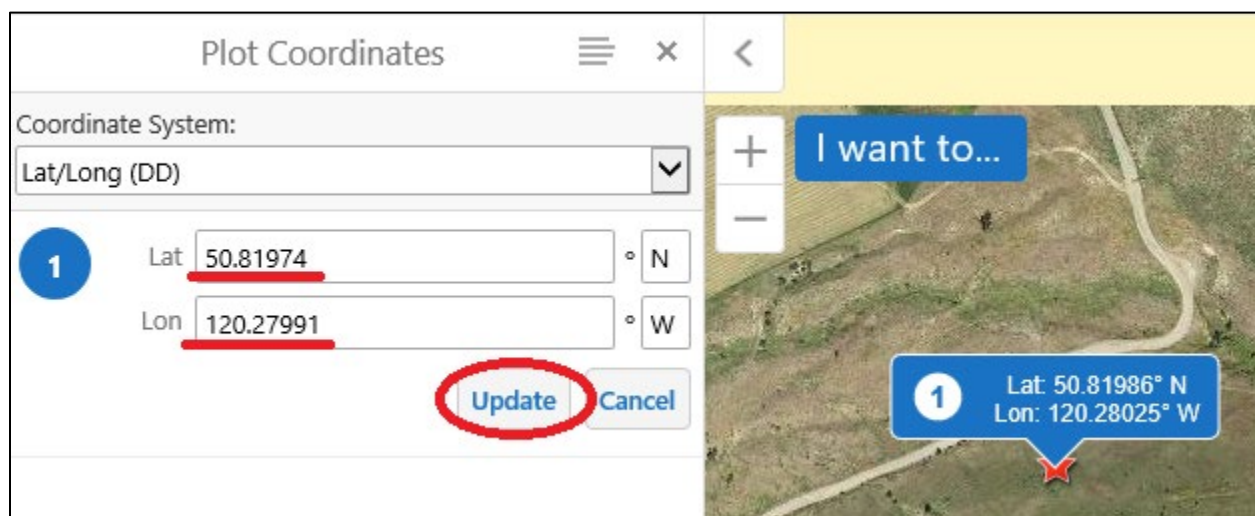 Plot Coordinates
Coordinate System:
Lat/Long (DD)
1
Lat 50.81974 ° N
Lon 120.27991 ° W
Update Cancel
I want to...
1
Lat: 50.81986° N
Lon: 120.28025° W